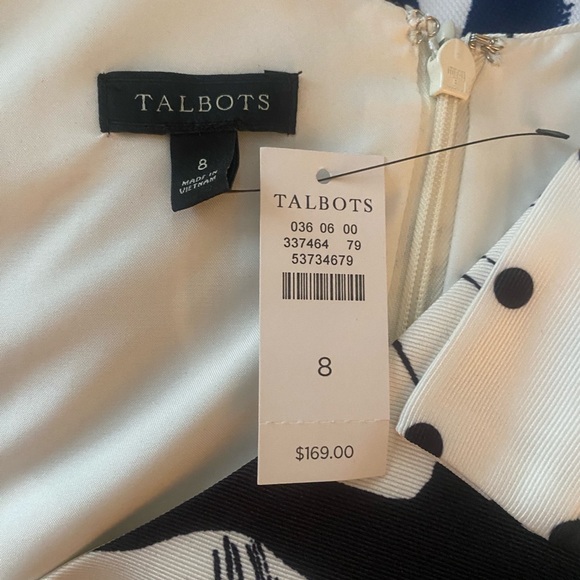 TALBOTS
8
MADE IN
VIETNAM
TALBOTS
036 06 00
337464 79
53734679
8
$169.00